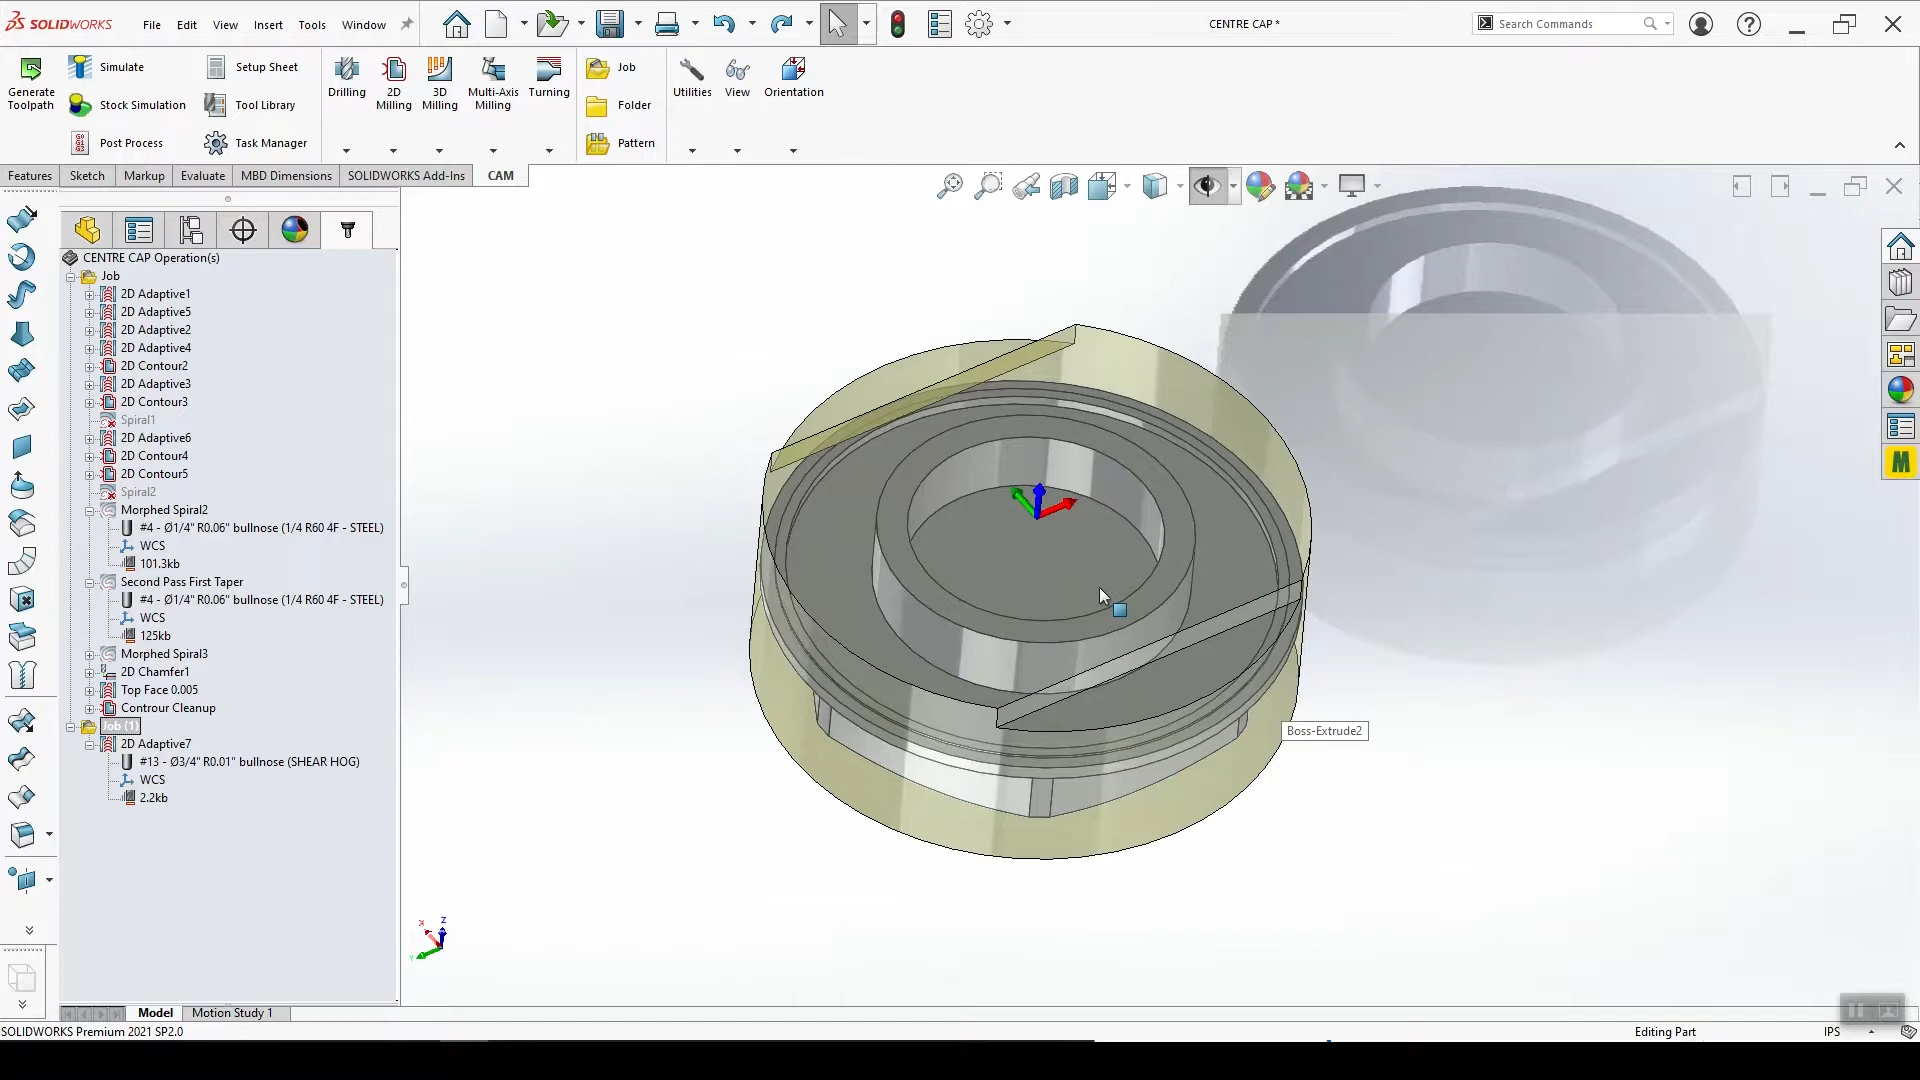 SOLIDWORKS
File Edit View Insert Tools Window
CENTRE CAP *
Search Commands
Generate Toolpath
Simulate
Stock Simulation
Post Process
Setup Sheet
Tool Library
Task Manager
Drilling
2D Milling
3D Milling
Multi-Axis Milling
Turning
Job
Folder
Pattern
Utilities
View
Orientation
Features Sketch Markup Evaluate MBD Dimensions SOLIDWORKS Add-Ins CAM
CENTRE CAP Operation(s)
Job
2D Adaptive1
2D Adaptive5
2D Adaptive2
2D Adaptive4
2D Contour2
2D Adaptive3
2D Contour3
Spiral1
2D Adaptive6
2D Contour4
2D Contour5
Spiral2
Morphed Spiral2
#4 - Ø1/4" R0.06" bullnose (1/4 R60 4F - STEEL)
WCS
101.3kb
Second Pass First Taper
#4 - Ø1/4" R0.06" bullnose (1/4 R60 4F - STEEL)
WCS
125kb
Morphed Spiral3
2D Chamfer1
Top Face 0.005
Controur Cleanup
Job (1)
2D Adaptive7
#13 - Ø3/4" R0.01" bullnose (SHEAR HOG)
WCS
2.2kb
Boss-Extrude2
M
Z
X
Y
Model Motion Study 1
SOLIDWORKS Premium 2021 SP2.0
Editing Part
IPS